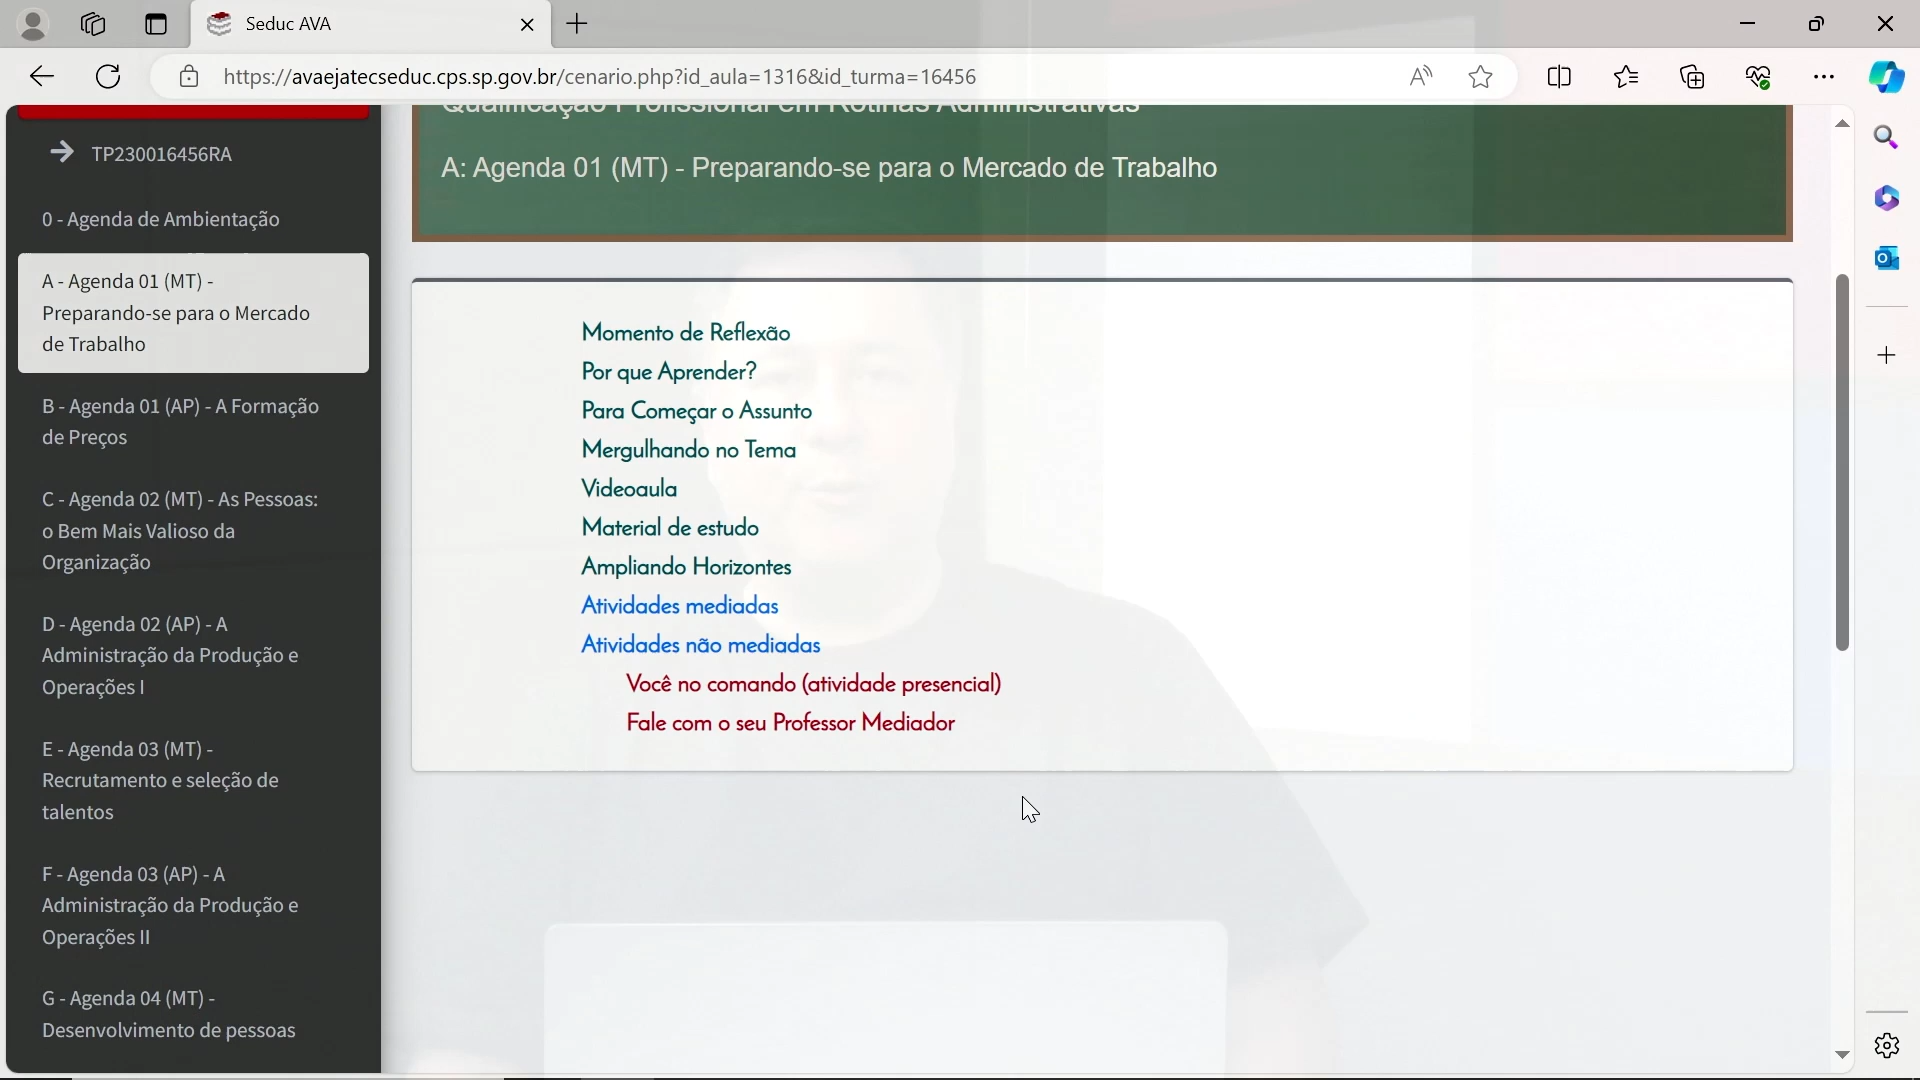 Seduc AVA
https://avaejatecseduc.cps.sp.gov.br/cenario.php?id_aula=1316&id_turma=16456
TP230016456RA
0 - Agenda de Ambientação
A - Agenda 01 (MT) -
Preparando-se para o Mercado
de Trabalho
B - Agenda 01 (AP) - A Formação
de Preços
C - Agenda 02 (MT) - As Pessoas:
o Bem Mais Valioso da
Organização
D - Agenda 02 (AP) - A
Administração da Produção e
Operações I
E - Agenda 03 (MT) -
Recrutamento e seleção de
talentos
F - Agenda 03 (AP) - A
Administração da Produção e
Operações II
G - Agenda 04 (MT) -
Desenvolvimento de pessoas
Qualificação Profissional em Rotinas Administrativas
A: Agenda 01 (MT) - Preparando-se para o Mercado de Trabalho
Momento de Reflexão
Por que Aprender?
Para Começar o Assunto
Mergulhando no Tema
Videoaula
Material de estudo
Ampliando Horizontes
Atividades mediadas
Atividades não mediadas
Você no comando (atividade presencial)
Fale com o seu Professor Mediador